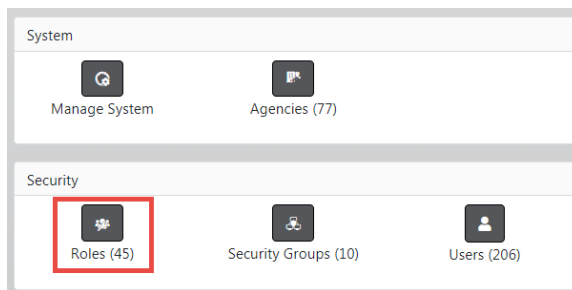 System
Manage System
Agencies (77)
Security
Roles (45)
Security Groups (10)
Users (206)